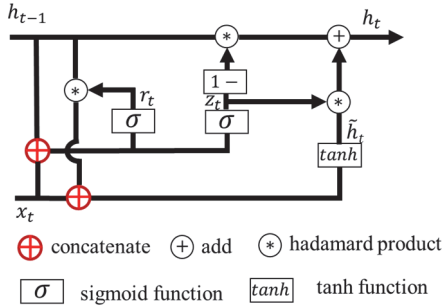 h_{t-1} h_t
r_t
1-
z_t
σ σ
h̃_t
tanh
x_t
concatenate add hadamard product
σ sigmoid function tanh tanh function